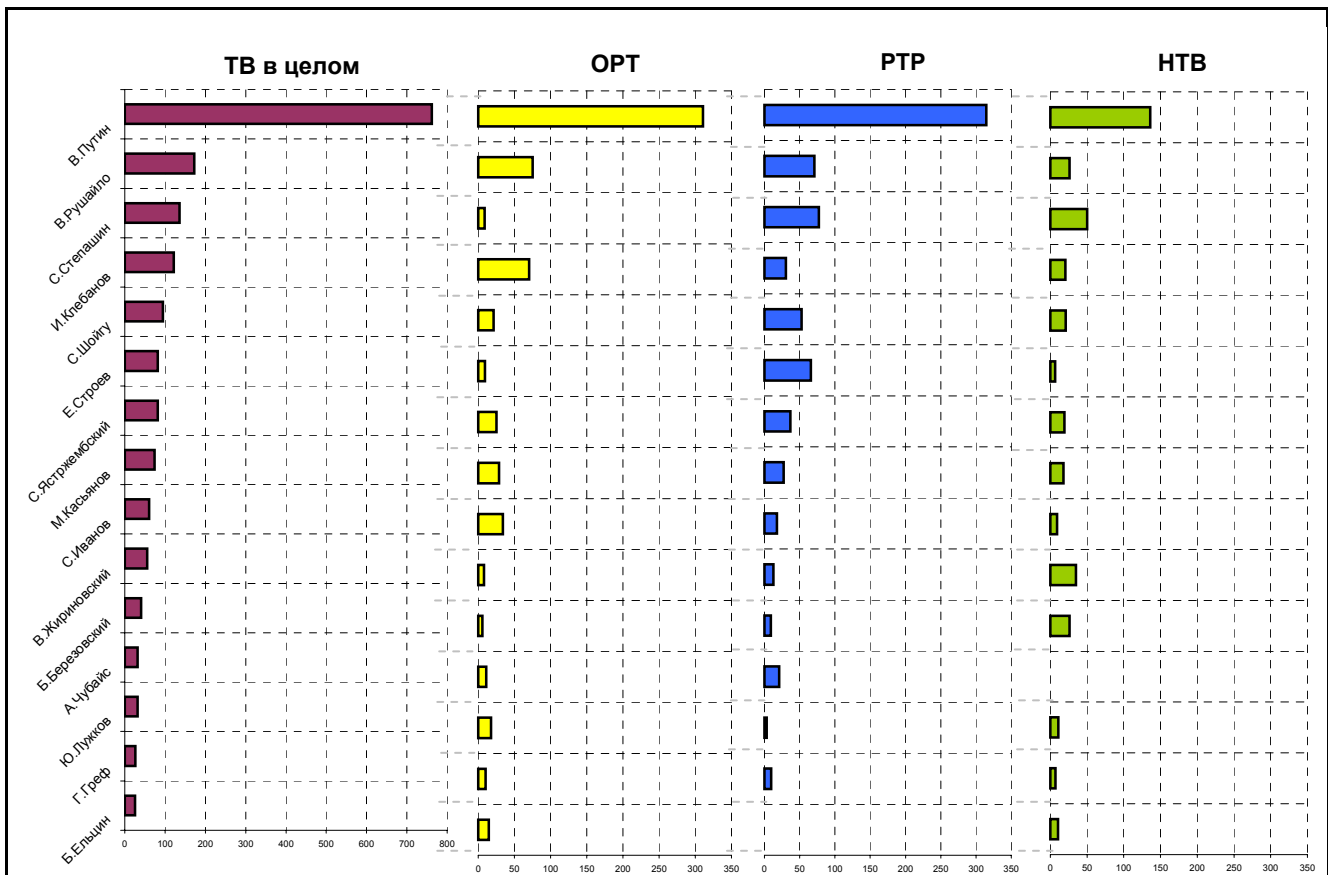 ТВ в целом
ОРТ
РТР
НТВ
В.Путин
В.Рушайло
С.Степашин
И.Клебанов
С.Шойгу
Е.Строев
С.Ястржембский
М.Касьянов
С.Иванов
В.Жириновский
Б.Березовский
А.Чубайс
Ю.Лужков
Г.Греф
Б.Ельцин
0 100 200 300 400 500 600 700 800
0 50 100 150 200 250 300 350
0 50 100 150 200 250 300 350
0 50 100 150 200 250 300 350